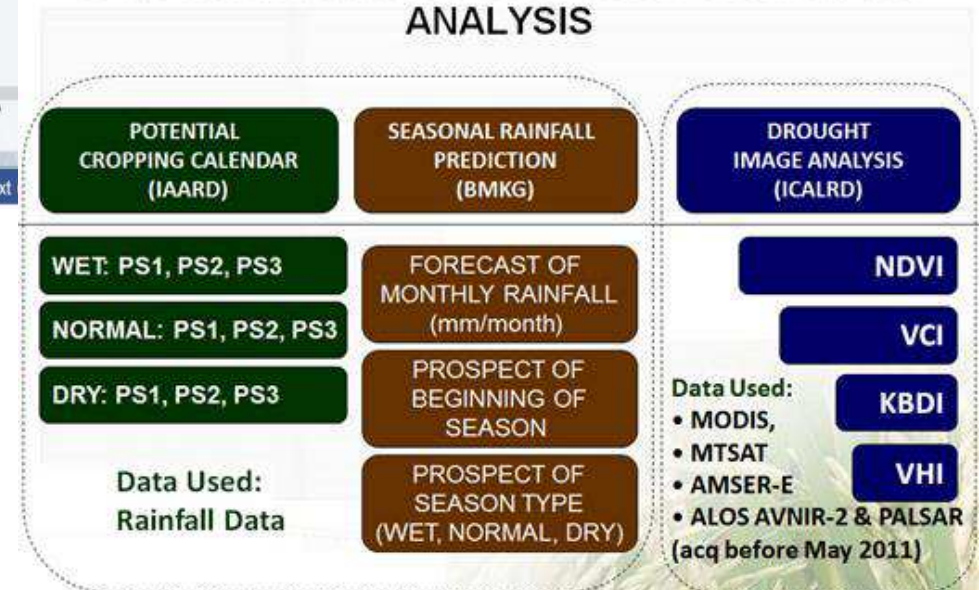 ANALYSIS
POTENTIAL
CROPPING CALENDAR
(IAARD)
SEASONAL RAINFALL
PREDICTION
(BMKG)
DROUGHT
IMAGE ANALYSIS
(ICALRD)
WET: PS1, PS2, PS3
NORMAL: PS1, PS2, PS3
DRY: PS1, PS2, PS3
Data Used:
Rainfall Data
FORECAST OF
MONTHLY RAINFALL
(mm/month)
PROSPECT OF
BEGINNING OF
SEASON
PROSPECT OF
SEASON TYPE
(WET, NORMAL, DRY)
NDVI
VCI
KBDI
VHI
Data Used:
• MODIS,
• MTSAT
• AMSER-E
• ALOS AVNIR-2 & PALSAR
(acq before May 2011)